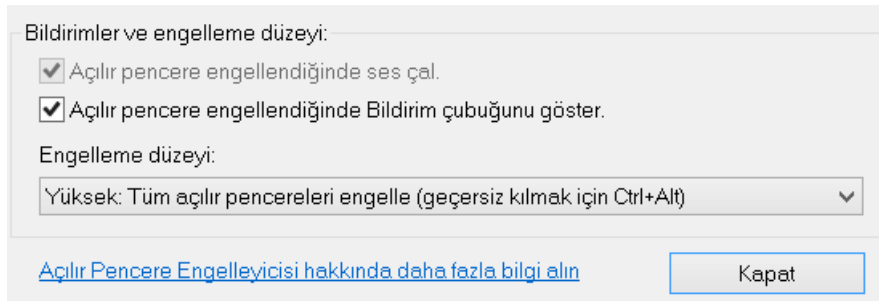 Bildirimler ve engelleme düzeyi:
Açılır pencere engellendiğinde ses çal.
Açılır pencere engellendiğinde Bildirim çubuğunu göster.
Engelleme düzeyi:
Yüksek: Tüm açılır pencereleri engelle (geçersiz kılmak için Ctrl+Alt)
Açılır Pencere Engelleyicisi hakkında daha fazla bilgi alın
Kapat